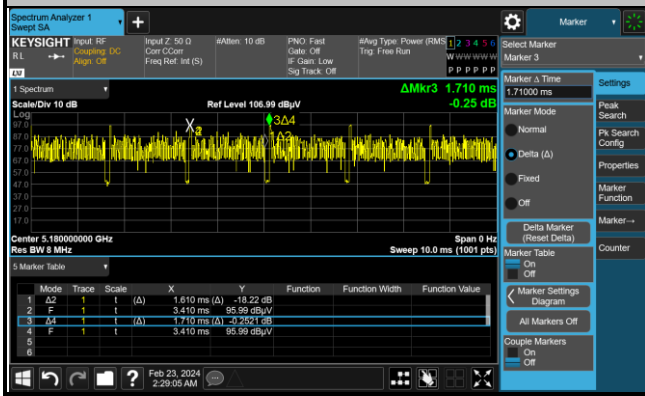 Spectrum Analyzer 1
Swept SA
Marker
KEYSIGHT
RL
Input: RF
Coupling: DC
Align: Off
Input Z: 50 Ω
Corr CCorr
Freq Ref: Int (S)
#Atten: 10 dB
PNO: Fast
Gate: Off
IF Gain: Low
Sig Track: Off
#Avg Type: Power (RMS
Trig: Free Run
1 2 3 4 5 6
W W W W W W
P P P P P P
Select Marker
Marker 3
LXI
1 Spectrum
ΔMkr3 1.710 ms
-0.25 dB
Scale/Div 10 dB
Ref Level 106.99 dBµV
Log
97.0
87.0
77.0
67.0
57.0
47.0
37.0
27.0
17.0
X
3Δ4
Center 5.180000000 GHz
Res BW 8 MHz
Span 0 Hz
Sweep 10.0 ms (1001 pts)
5 Marker Table
Mode Trace Scale X Y Function Function Width Function Value
1 Δ2 1 t (Δ) 1.610 ms (Δ) -18.22 dB
2 F 1 t 3.410 ms 95.99 dBµV
3 Δ4 1 t (Δ) 1.710 ms (Δ) -0.2521 dB
4 F 1 t 3.410 ms 95.99 dBµV
5
6
Marker Δ Time
1.71000 ms
Marker Mode
Normal
Delta (Δ)
Fixed
Off
Delta Marker
(Reset Delta)
Marker Table
On
Off
Marker Settings
Diagram
All Markers Off
Couple Markers
On
Off
Settings
Peak
Search
Pk Search
Config
Properties
Marker
Function
Marker→
Counter
?
Feb 23, 2024
2:29:05 AM